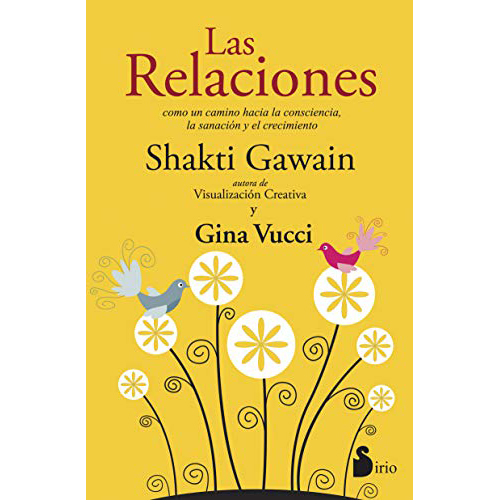 Las
Relaciones
como un camino hacia la consciencia,
la sanación y el crecimiento
Shakti Gawain
autora de
Visualización Creativa
y
Gina Vucci
Sirio